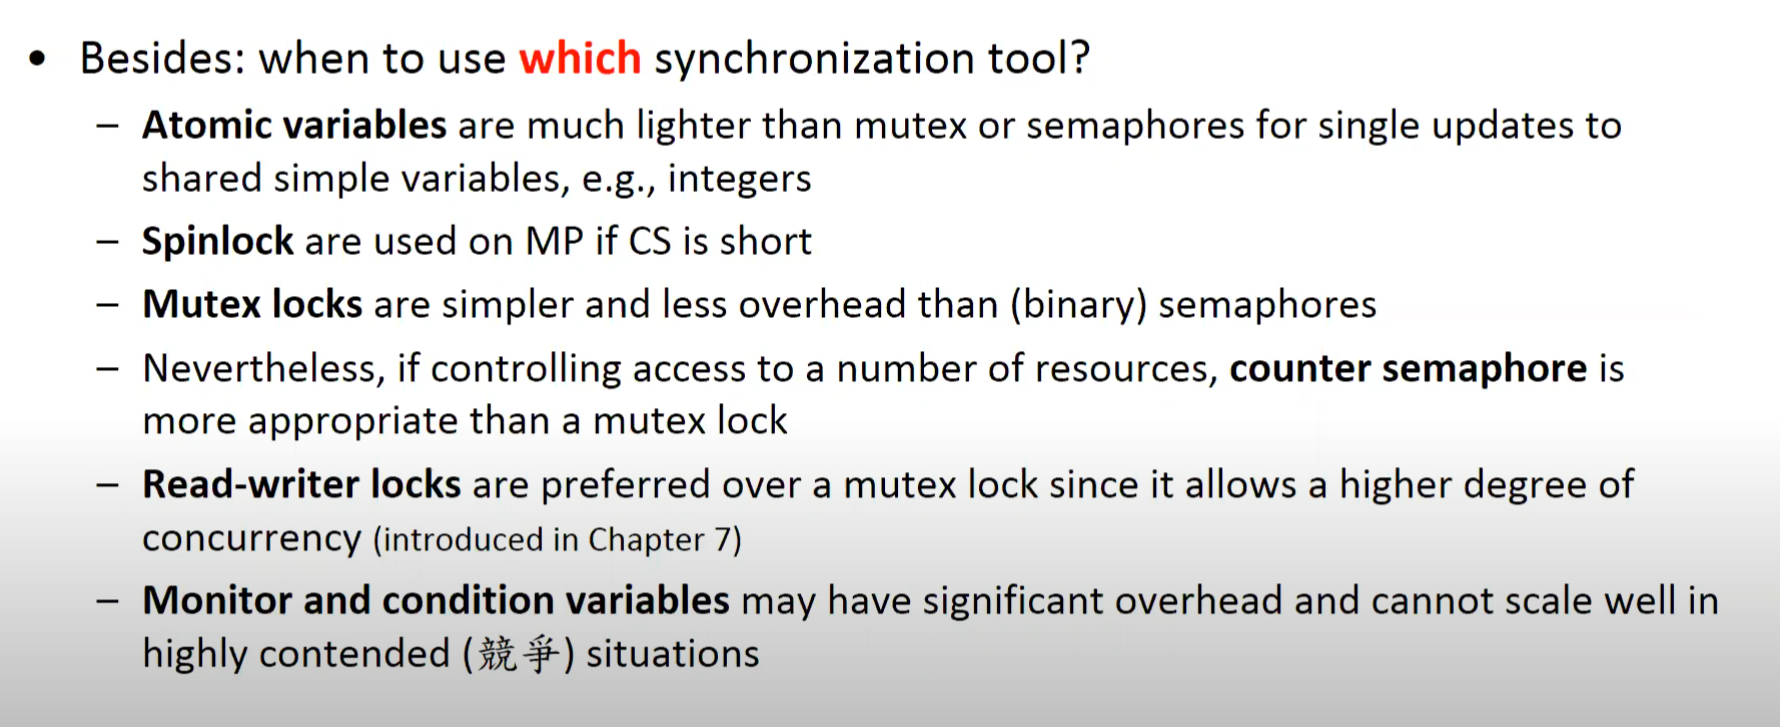 • Besides: when to use which synchronization tool?
– Atomic variables are much lighter than mutex or semaphores for single updates to
shared simple variables, e.g., integers
– Spinlock are used on MP if CS is short
– Mutex locks are simpler and less overhead than (binary) semaphores
– Nevertheless, if controlling access to a number of resources, counter semaphore is
more appropriate than a mutex lock
– Read-writer locks are preferred over a mutex lock since it allows a higher degree of
concurrency (introduced in Chapter 7)
– Monitor and condition variables may have significant overhead and cannot scale well in
highly contended (競爭) situations